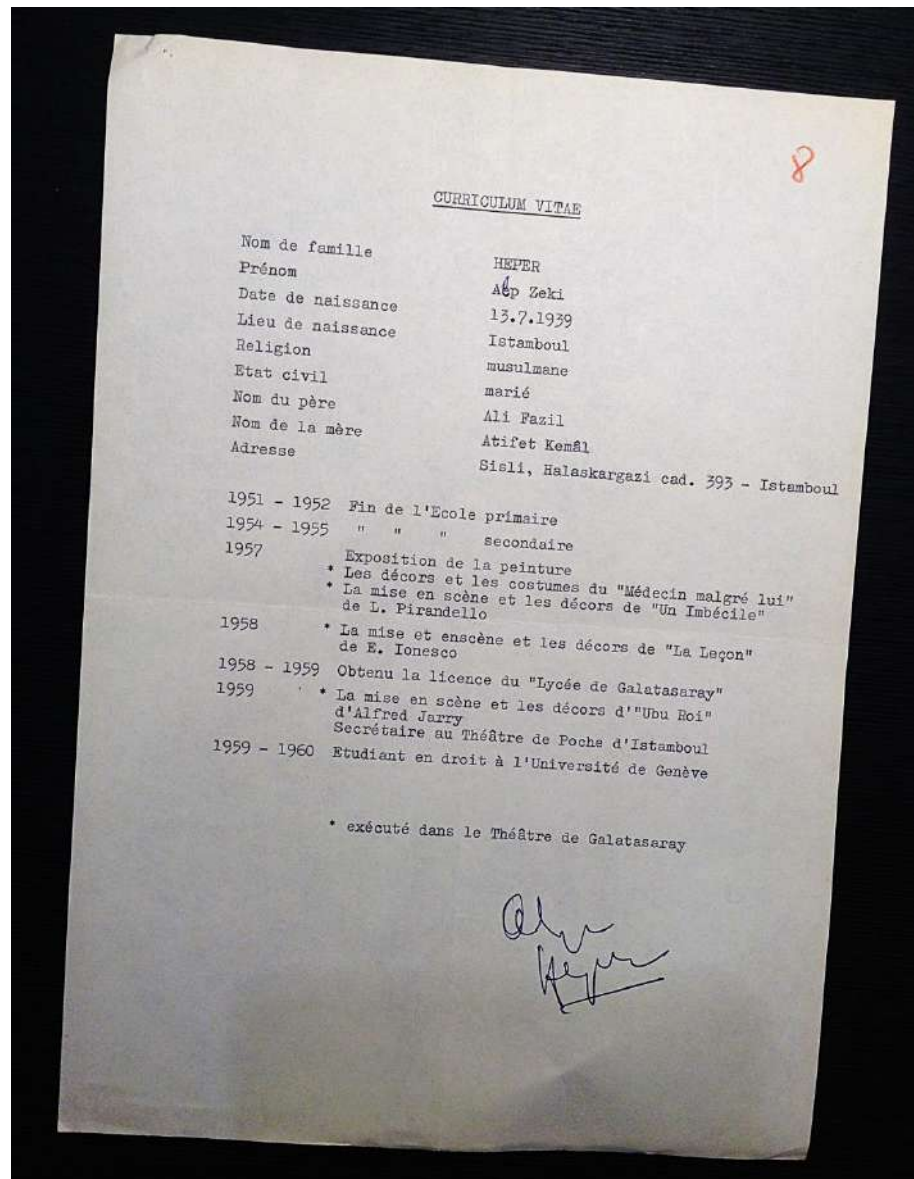 8
CURRICULUM VITAE
Nom de famille HEPER
Prénom Alp Zeki
Date de naissance 13.7.1939
Lieu de naissance Istamboul
Religion musulmane
Etat civil marié
Nom du père Ali Fazil
Nom de la mère Atifet Kemâl
Adresse Sisli, Halaskargazi cad. 393 - Istamboul
1951 - 1952 Fin de l'Ecole primaire
1954 - 1955 " " " secondaire
1957 Exposition de la peinture
* Les décors et les costumes du "Médecin malgré lui"
* La mise en scène et les décors de "Un Imbécile"
de L. Pirandello
1958 * La mise et enscène et les décors de "La Leçon"
de E. Ionesco
1958 - 1959 Obtenu la licence du "Lycée de Galatasaray"
1959 * La mise en scène et les décors d'"Ubu Roi"
d'Alfred Jarry
Secrétaire au Théâtre de Poche d'Istamboul
1959 - 1960 Etudiant en droit à l'Université de Genève
* exécuté dans le Théâtre de Galatasaray
Alp
Heper